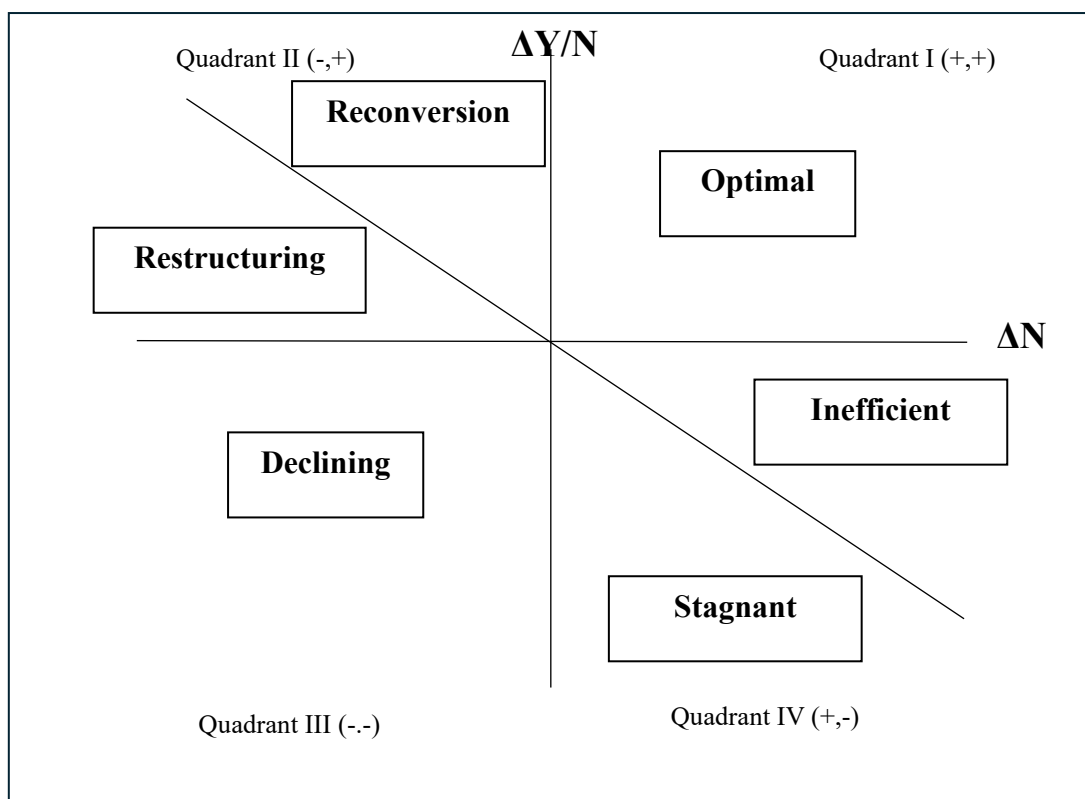 ΔY/N
Quadrant II (-,+)
Quadrant I (+,+)
Reconversion
Optimal
Restructuring
ΔN
Inefficient
Declining
Stagnant
Quadrant III (-.-)
Quadrant IV (+,-)